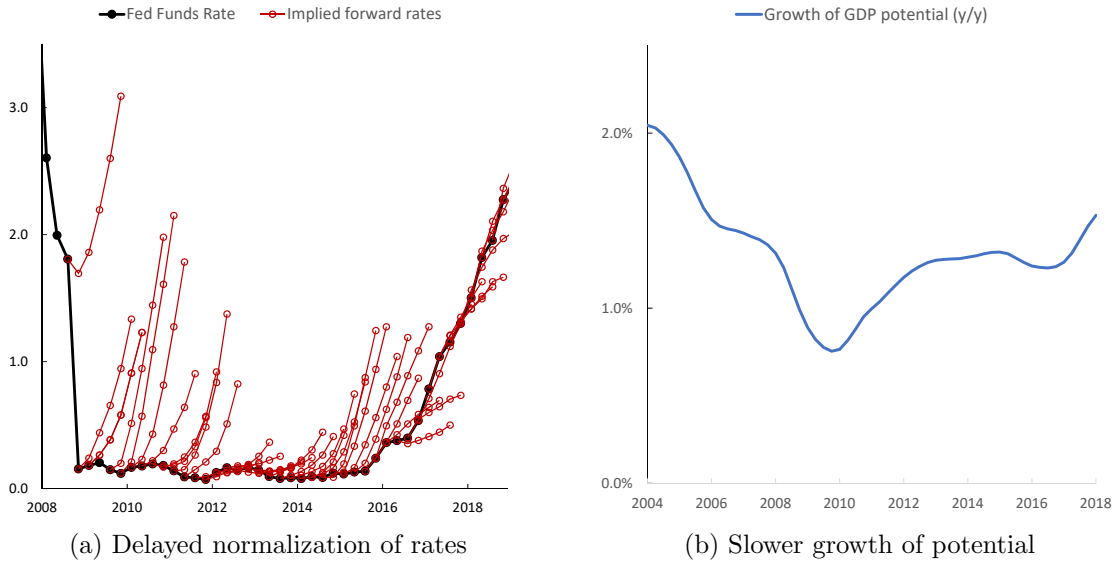 Fed Funds Rate
Implied forward rates
3.0
2.0
1.0
0.0
2008 2010 2012 2014 2016 2018
(a) Delayed normalization of rates
Growth of GDP potential (y/y)
2.0%
1.0%
0.0%
2004 2006 2008 2010 2012 2014 2016 2018
(b) Slower growth of potential